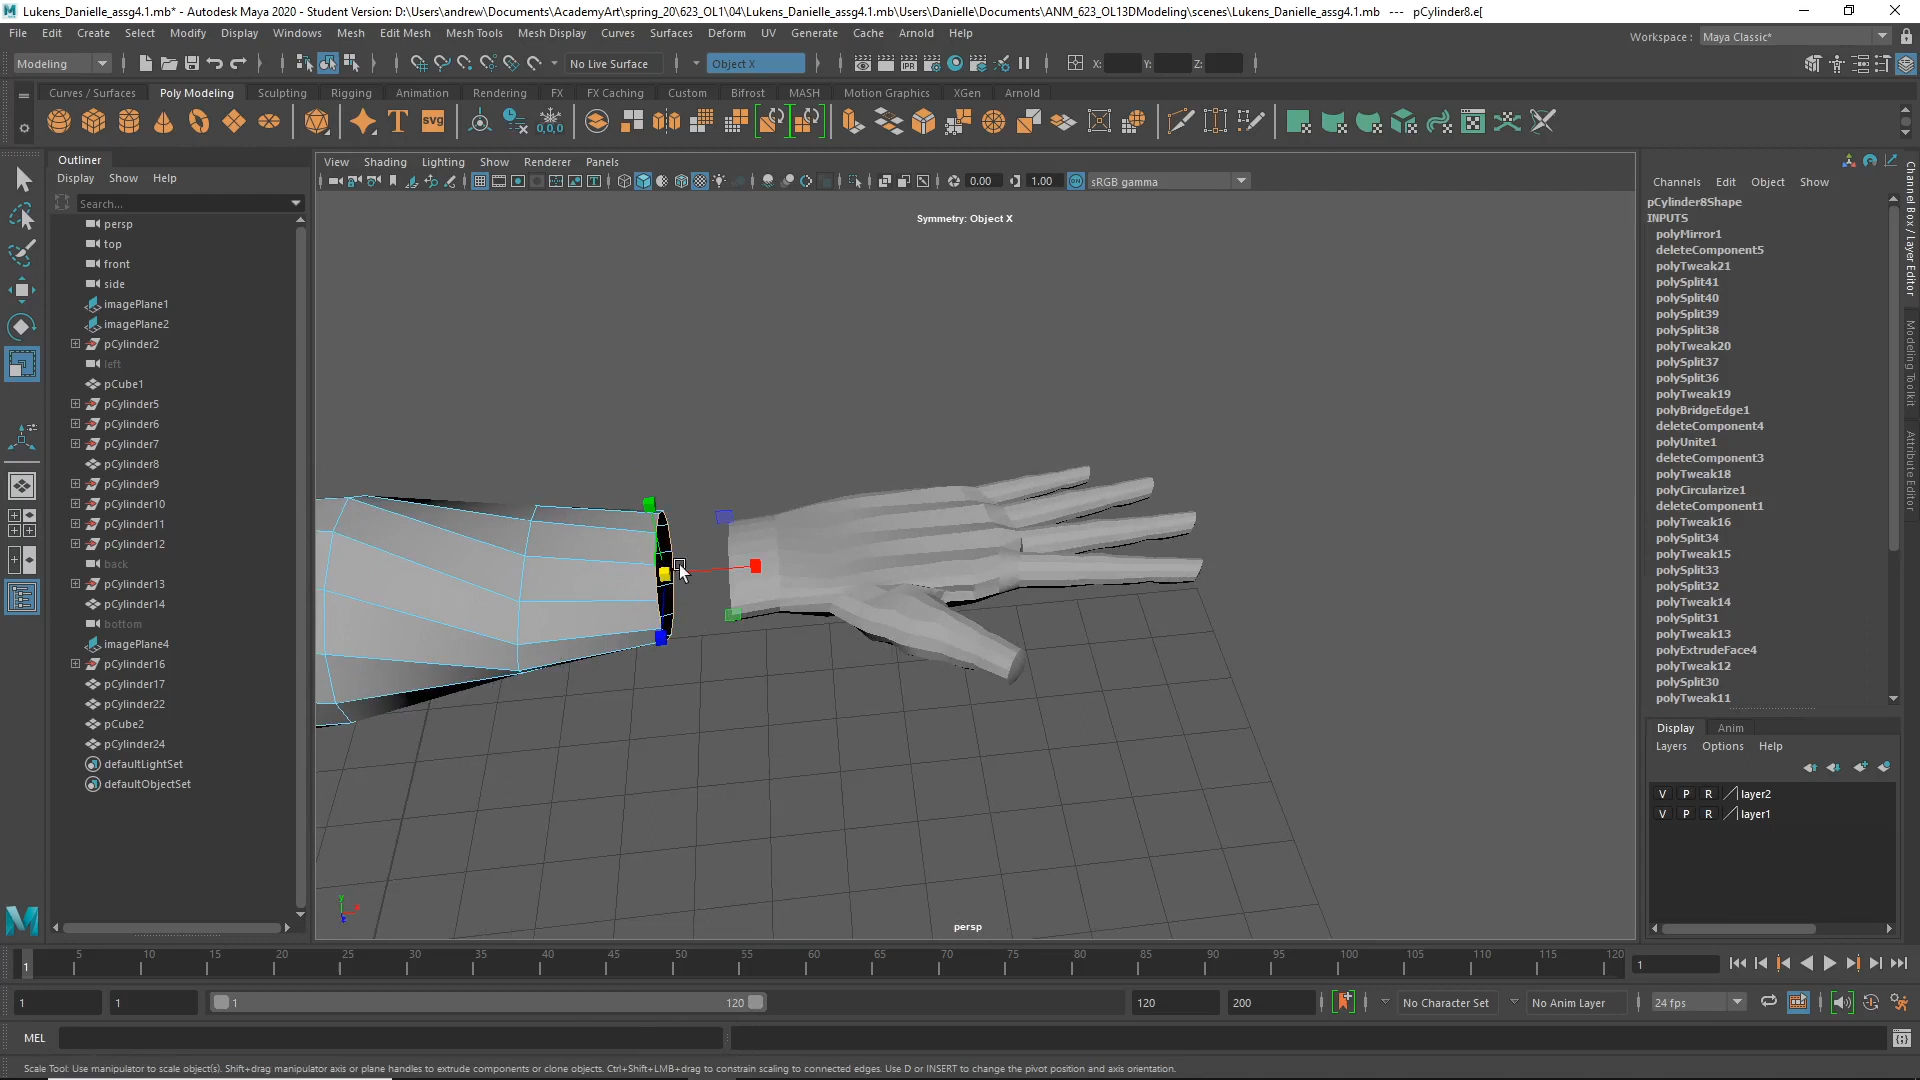 Lukens_Danielle_assg4.1.mb* - Autodesk Maya 2020 - Student Version: D:\Users\andrew\Documents\AcademyArt\spring_20\623_OL1\04\Lukens_Danielle_assg4.1.mb\Users\Danielle\Documents\ANM_623_OL13DModeling\scenes\Lukens_Danielle_assg4.1.mb --- pCylinder8.e[
File Edit Create Select Modify Display Windows Mesh Edit Mesh Mesh Tools Mesh Display Curves Surfaces Deform UV Generate Cache Arnold Help
Workspace : Maya Classic*
Modeling No Live Surface Object X X: Y: Z:
Curves / Surfaces Poly Modeling Sculpting Rigging Animation Rendering FX FX Caching Custom Bifrost MASH Motion Graphics XGen Arnold
T svg 0,0,0
Outliner
Display Show Help
Search...
persp
top
front
side
imagePlane1
imagePlane2
pCylinder2
left
pCube1
pCylinder5
pCylinder6
pCylinder7
pCylinder8
pCylinder9
pCylinder10
pCylinder11
pCylinder12
back
pCylinder13
pCylinder14
bottom
imagePlane4
pCylinder16
pCylinder17
pCylinder22
pCube2
pCylinder24
defaultLightSet
defaultObjectSet
View Shading Lighting Show Renderer Panels
0.00 1.00 sRGB gamma
Symmetry: Object X
persp
Channels Edit Object Show
pCylinder8Shape
INPUTS
polyMirror1
deleteComponent5
polyTweak21
polySplit41
polySplit40
polySplit39
polySplit38
polyTweak20
polySplit37
polySplit36
polyTweak19
polyBridgeEdge1
deleteComponent4
polyUnite1
deleteComponent3
polyTweak18
polyCircularize1
deleteComponent1
polyTweak16
polySplit34
polyTweak15
polySplit33
polySplit32
polyTweak14
polySplit31
polyTweak13
polyExtrudeFace4
polyTweak12
polySplit30
polyTweak11
Channel Box / Layer Editor
Modeling Toolkit
Attribute Editor
Display Anim
Layers Options Help
V P R layer2
V P R layer1
1 5 10 15 20 25 30 35 40 45 50 55 60 65 70 75 80 85 90 95 100 105 110 115 120 1
1 1 1 120 120 200 No Character Set No Anim Layer 24 fps
MEL
Scale Tool: Use manipulator to scale object(s). Shift+drag manipulator axis or plane handles to extrude components or clone objects. Ctrl+Shift+LMB+drag to constrain scaling to connected edges. Use D or INSERT to change the pivot position and axis orientation.